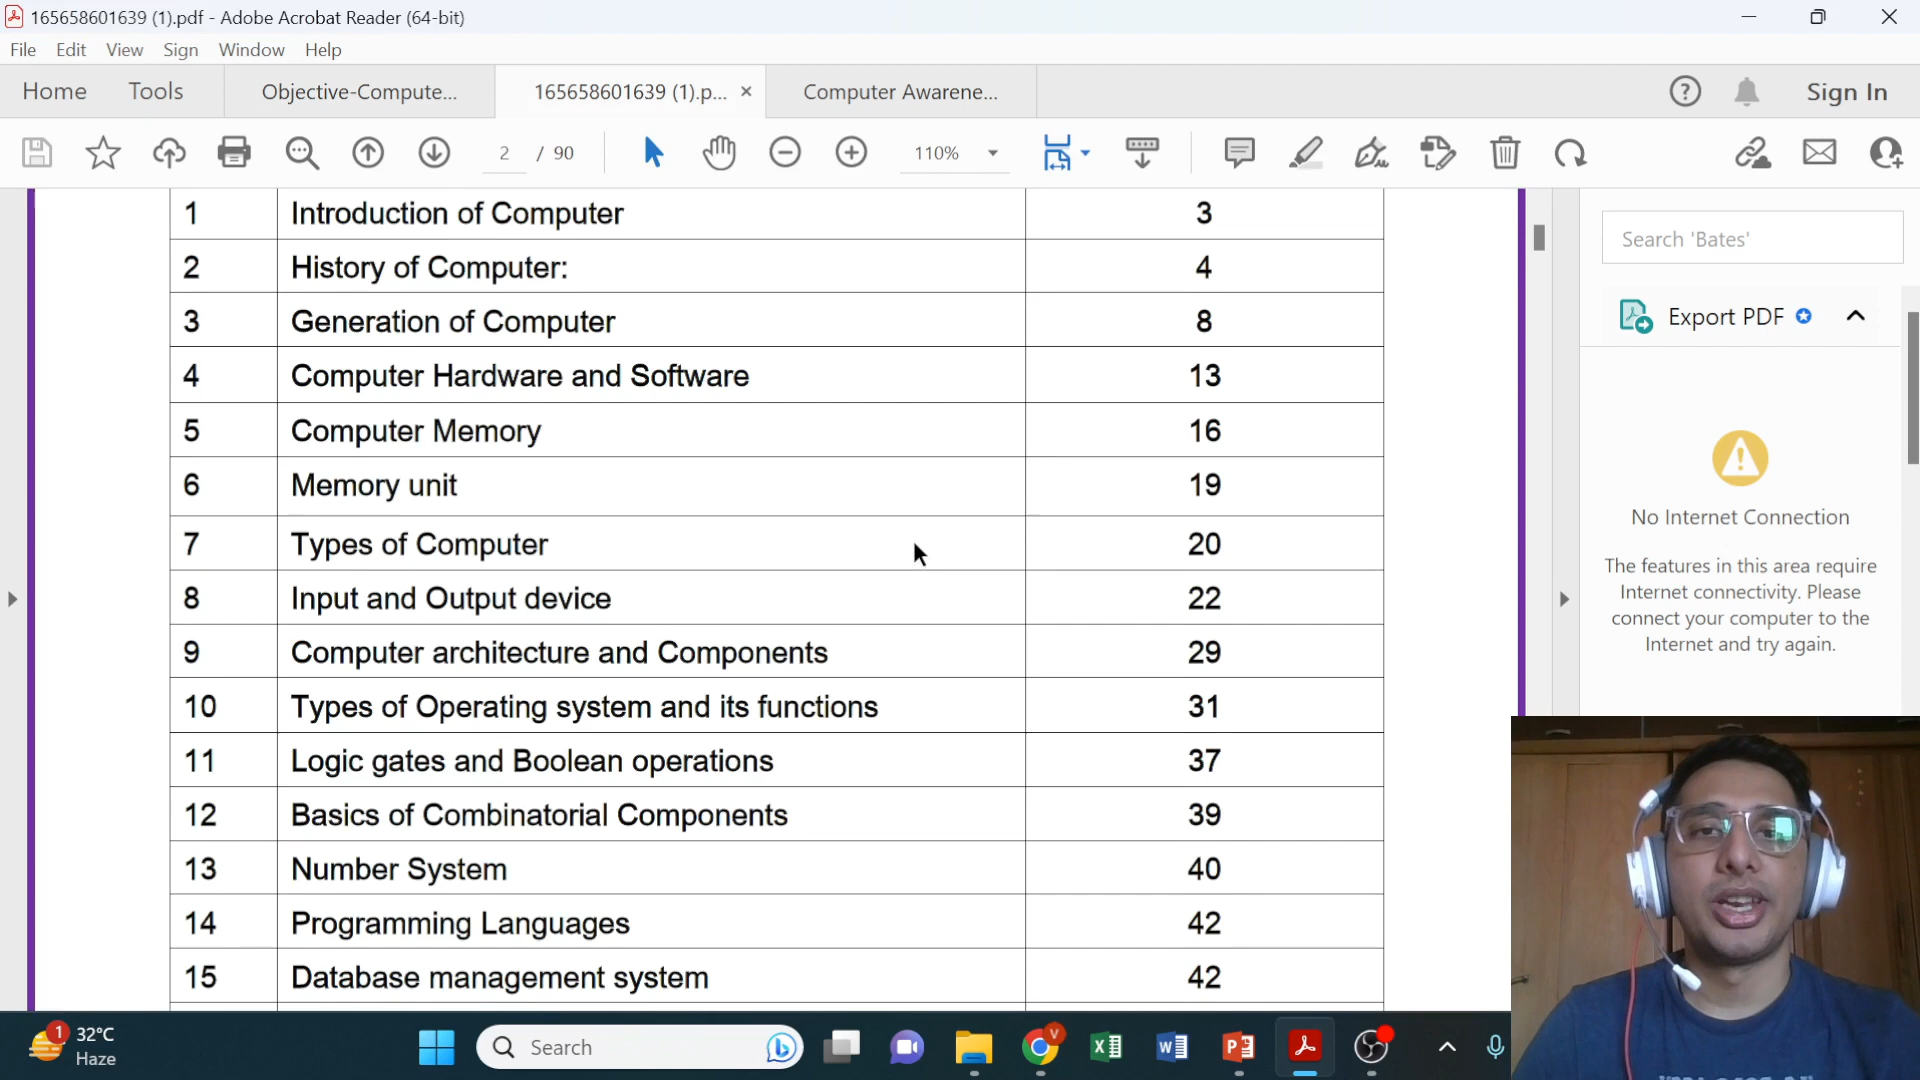 165658601639 (1).pdf - Adobe Acrobat Reader (64-bit)
File Edit View Sign Window Help
Home Tools Objective-Compute... 165658601639 (1).p... × Computer Awarene... Sign In
2 / 90 110%
1 Introduction of Computer 3
2 History of Computer: 4
3 Generation of Computer 8
4 Computer Hardware and Software 13
5 Computer Memory 16
6 Memory unit 19
7 Types of Computer 20
8 Input and Output device 22
9 Computer architecture and Components 29
10 Types of Operating system and its functions 31
11 Logic gates and Boolean operations 37
12 Basics of Combinatorial Components 39
13 Number System 40
14 Programming Languages 42
15 Database management system 42
Search 'Bates'
Export PDF
No Internet Connection
The features in this area require
Internet connectivity. Please
connect your computer to the
Internet and try again.
1 32°C
Haze
Search
V